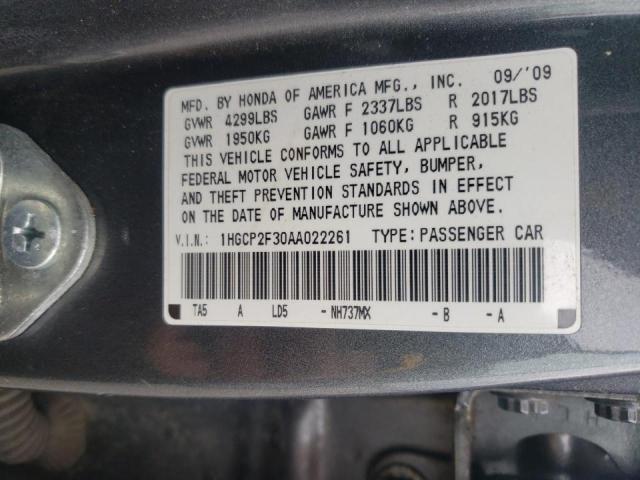 MFD. BY HONDA OF AMERICA MFG., INC. 09/'09
GVWR 4299LBS GAWR F 2337LBS R 2017LBS
GVWR 1950KG GAWR F 1060KG R 915KG
THIS VEHICLE CONFORMS TO ALL APPLICABLE
FEDERAL MOTOR VEHICLE SAFETY, BUMPER,
AND THEFT PREVENTION STANDARDS IN EFFECT
ON THE DATE OF MANUFACTURE SHOWN ABOVE.
V.I.N.: 1HGCP2F30AA022261 TYPE:PASSENGER CAR
TA5 A LD5 -NH737MX -B -A